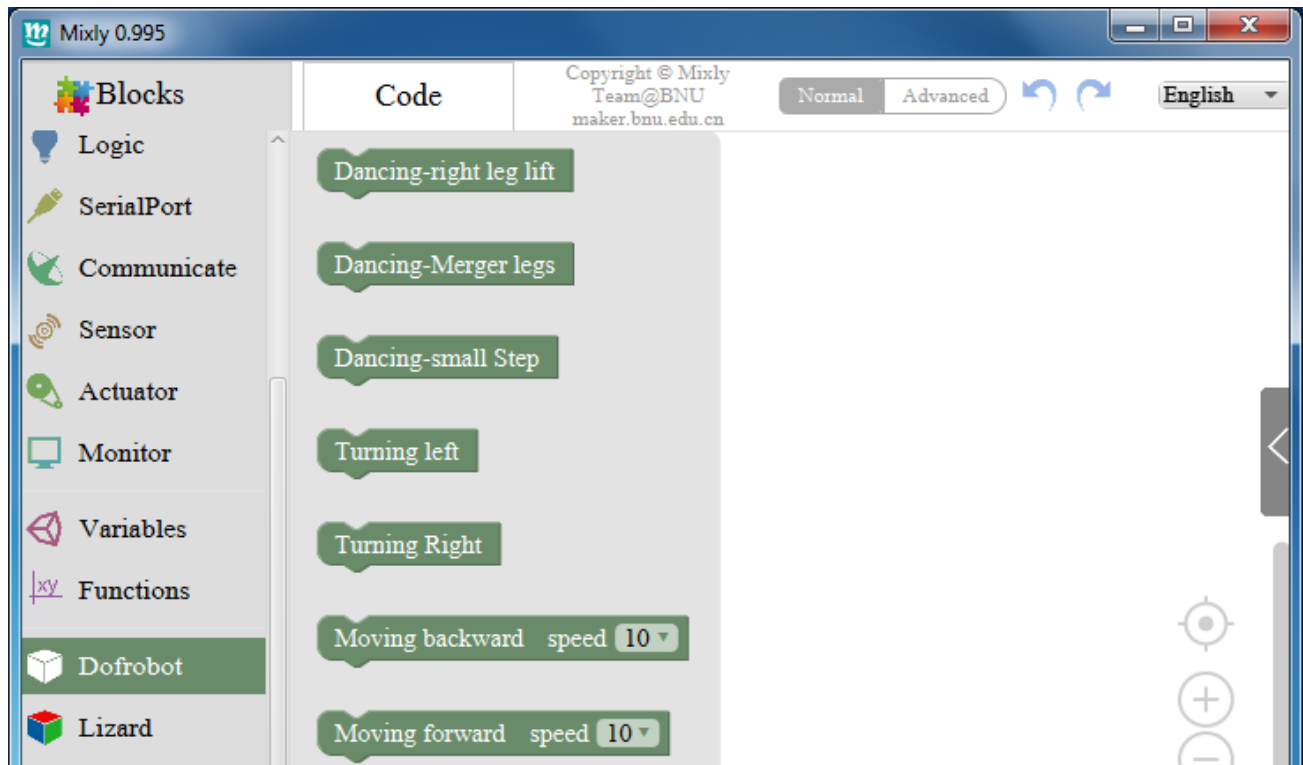 Mixly 0.995
Blocks
Code
Copyright © Mixly
Team@BNU
maker.bnu.edu.cn
Normal
Advanced
English
Logic
SerialPort
Communicate
Sensor
Actuator
Monitor
Variables
xy Functions
Dofrobot
Lizard
Dancing-right leg lift
Dancing-Merger legs
Dancing-small Step
Turning left
Turning Right
Moving backward speed 10
Moving forward speed 10